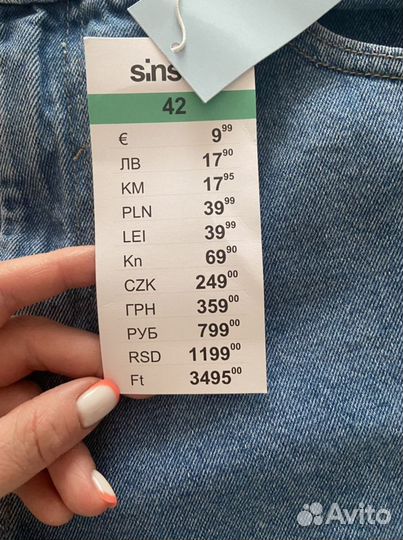 42
€ 9.99
ЛВ 17.90
KM 17.95
PLN 39.99
LEI 39.99
Kn 69.90
CZK 249.00
ГРН 359.00
РУБ 799.00
RSD 1199.00
Ft 3495.00
Avito